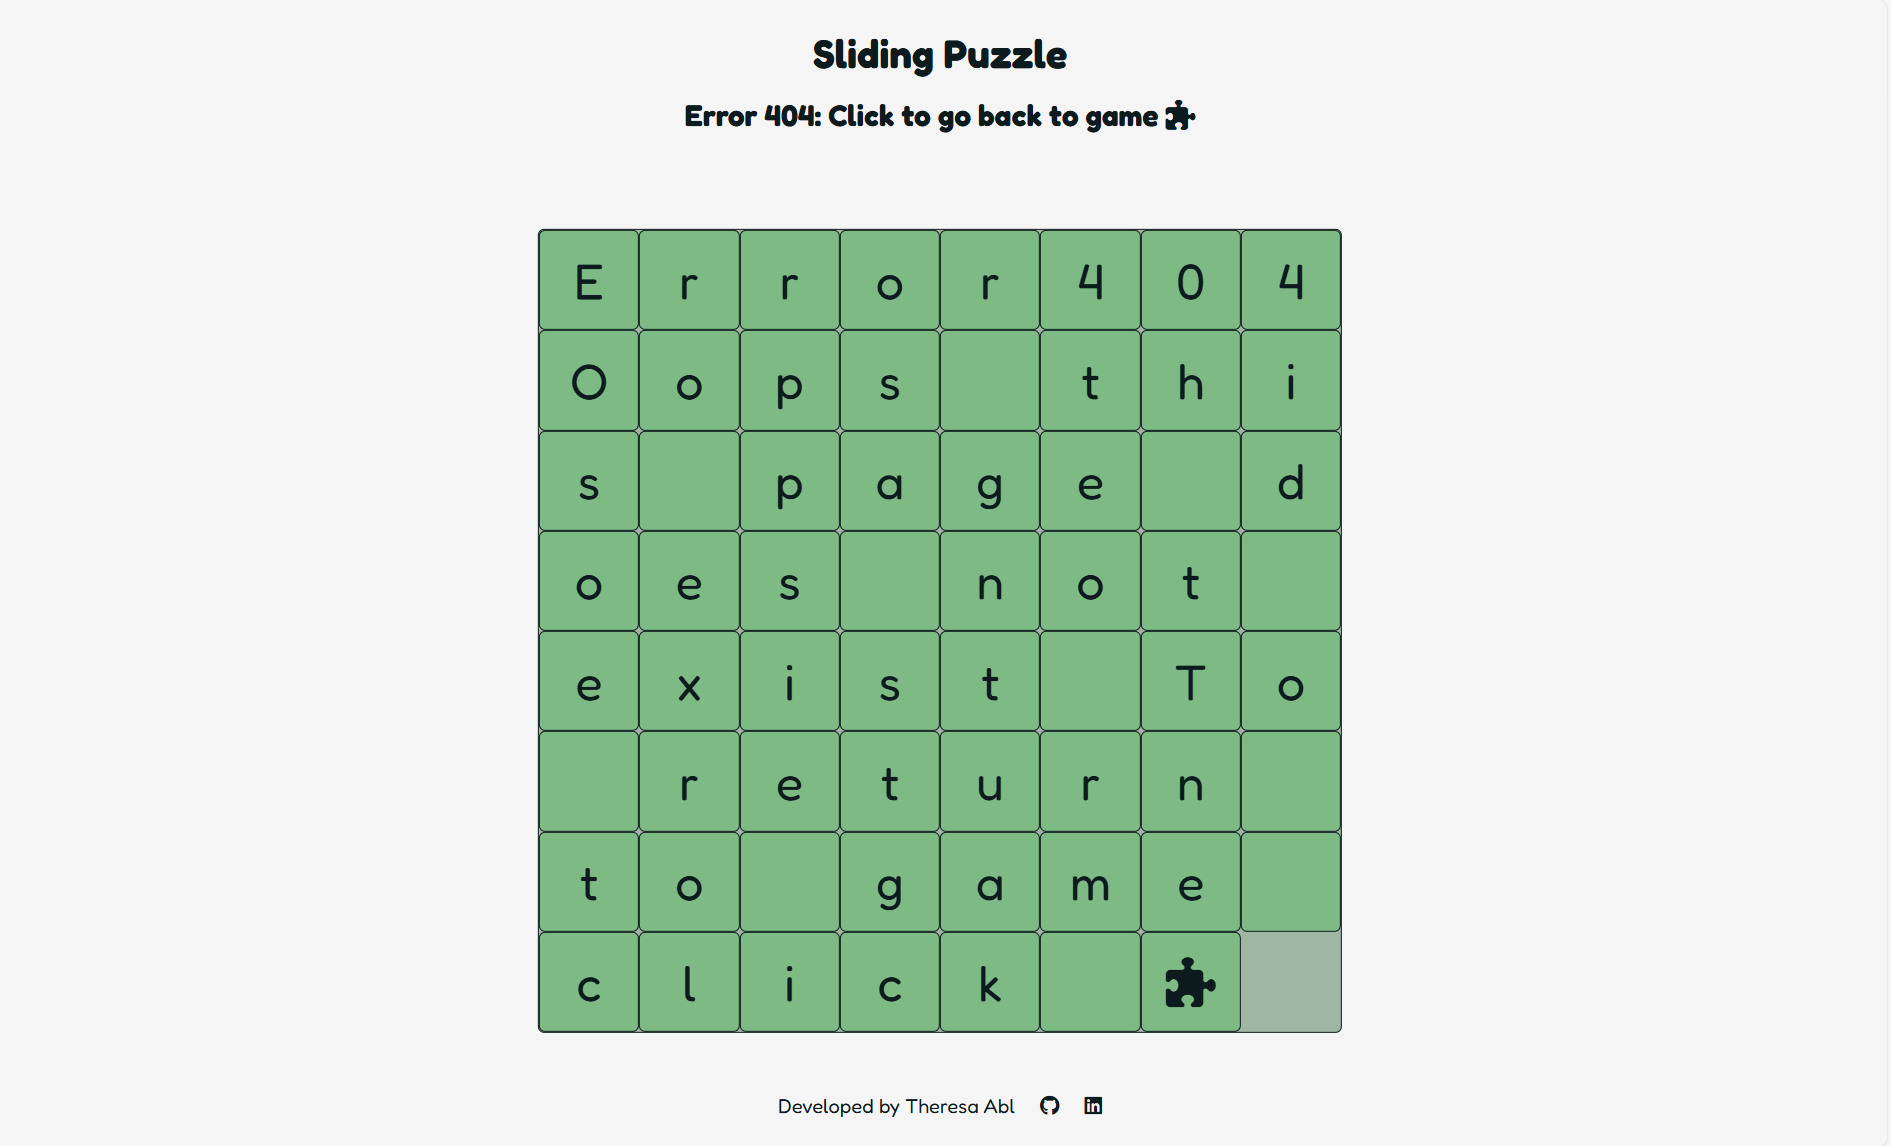 Sliding Puzzle
Error 404: Click to go back to game
E r r o r 4 0 4
O o p s t h i
s p a g e d
o e s n o t
e x i s t T o
r e t u r n
t o g a m e
c l i c k
Developed by Theresa Abl